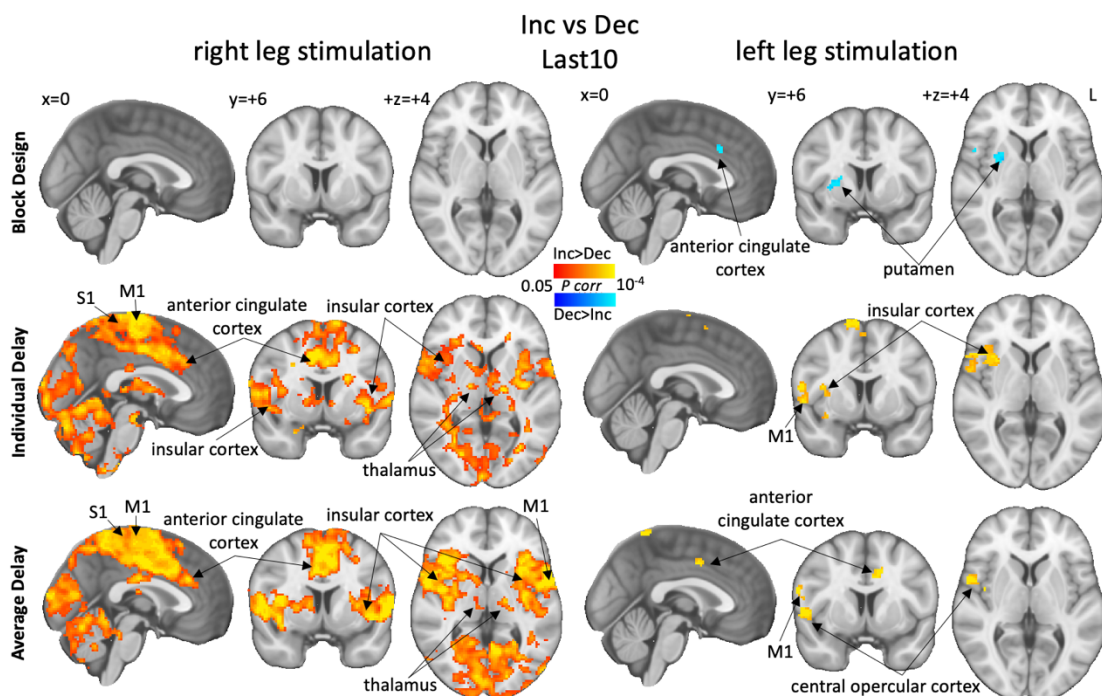 Inc vs Dec
Last10
right leg stimulation
left leg stimulation
x=0
y=+6
+z=+4
x=0
y=+6
+z=+4
L
Block Design
anterior cingulate
cortex
putamen
Inc>Dec
0.05 P corr 10-4
Dec>Inc
Individual Delay
S1
M1
anterior cingulate
cortex
insular cortex
insular cortex
thalamus
insular cortex
M1
Average Delay
S1
M1
anterior cingulate
cortex
insular cortex
M1
thalamus
anterior
cingulate cortex
M1
central opercular cortex